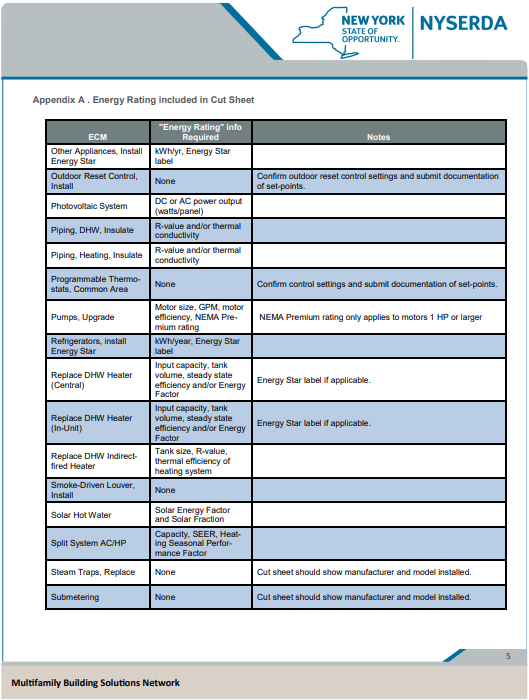 NEW YORK
STATE OF
OPPORTUNITY.
NYSERDA
Appendix A . Energy Rating included in Cut Sheet
ECM
"Energy Rating" info
Required
Notes
Other Appliances, Install
Energy Star
kWh/yr, Energy Star
label
Outdoor Reset Control,
Install
None
Confirm outdoor reset control settings and submit documentation
of set-points.
Photovoltaic System
DC or AC power output
(watts/panel)
Piping, DHW, Insulate
R-value and/or thermal
conductivity
Piping, Heating, Insulate
R-value and/or thermal
conductivity
Programmable Thermo-
stats, Common Area
None
Confirm control settings and submit documentation of set-points.
Pumps, Upgrade
Motor size, GPM, motor
efficiency, NEMA Pre-
mium rating
NEMA Premium rating only applies to motors 1 HP or larger
Refrigerators, install
Energy Star
kWh/year, Energy Star
label
Replace DHW Heater
(Central)
Input capacity, tank
volume, steady state
efficiency and/or Energy
Factor
Energy Star label if applicable.
Replace DHW Heater
(In-Unit)
Input capacity, tank
volume, steady state
efficiency and/or Energy
Factor
Energy Star label if applicable.
Replace DHW Indirect-
fired Heater
Tank size, R-value,
thermal efficiency of
heating system
Smoke-Driven Louver,
Install
None
Solar Hot Water
Solar Energy Factor
and Solar Fraction
Split System AC/HP
Capacity, SEER, Heat-
ing Seasonal Perfor-
mance Factor
Steam Traps, Replace
None
Cut sheet should show manufacturer and model installed.
Submetering
None
Cut sheet should show manufacturer and model installed.
5
Multifamily Building Solutions Network